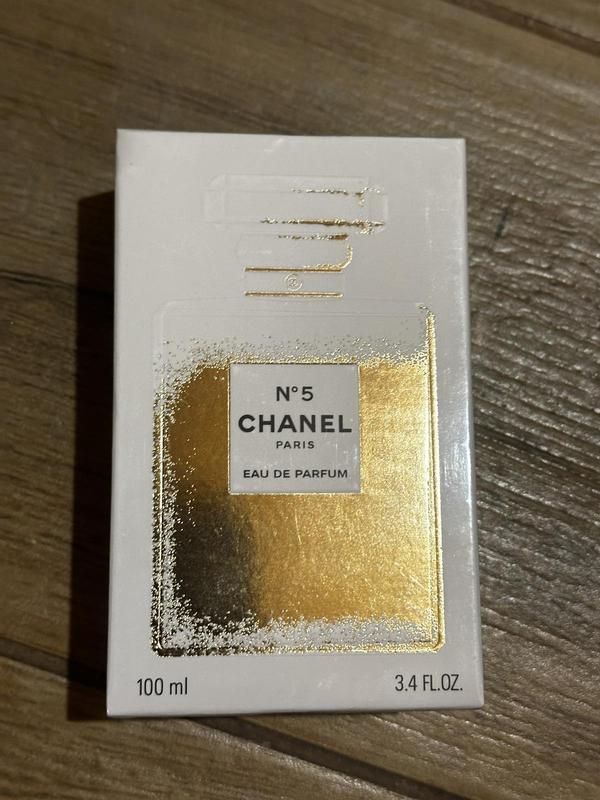 N°5
CHANEL
PARIS
EAU DE PARFUM
100 ml
3.4 FL.OZ.